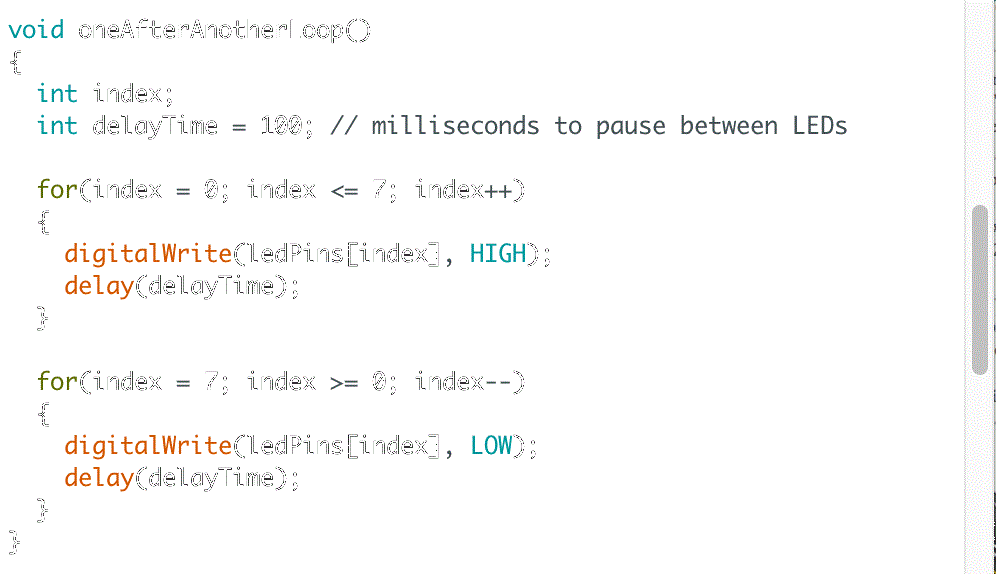 void oneAfterAnotherLoop()
{
  int index;
  int delayTime = 100; // milliseconds to pause between LEDs
  for(index = 0; index <= 7; index++)
  {
    digitalWrite(ledPins[index], HIGH);
    delay(delayTime);
  }
  for(index = 7; index >= 0; index--)
  {
    digitalWrite(ledPins[index], LOW);
    delay(delayTime);
  }
}